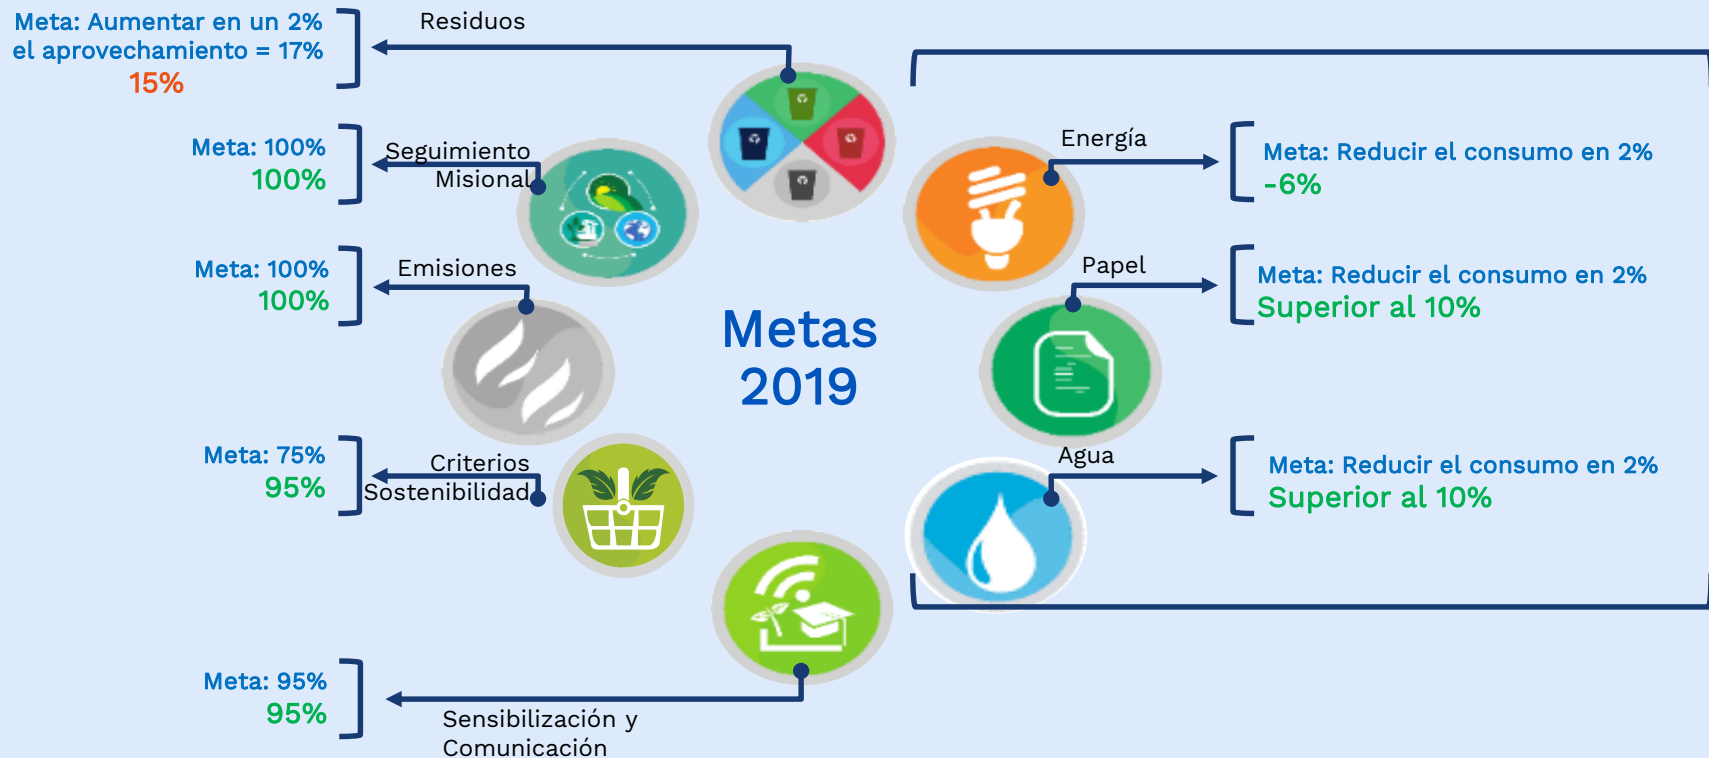 Meta: Aumentar en un 2%
el aprovechamiento = 17%
15%
Residuos
Meta: 100%
100%
Seguimiento
Misional
Meta: 100%
100%
Emisiones
Meta: 75%
95%
Criterios
Sostenibilidad
Meta: 95%
95%
Sensibilización y
Comunicación
Metas
2019
Energía
Meta: Reducir el consumo en 2%
-6%
Papel
Meta: Reducir el consumo en 2%
Superior al 10%
Agua
Meta: Reducir el consumo en 2%
Superior al 10%